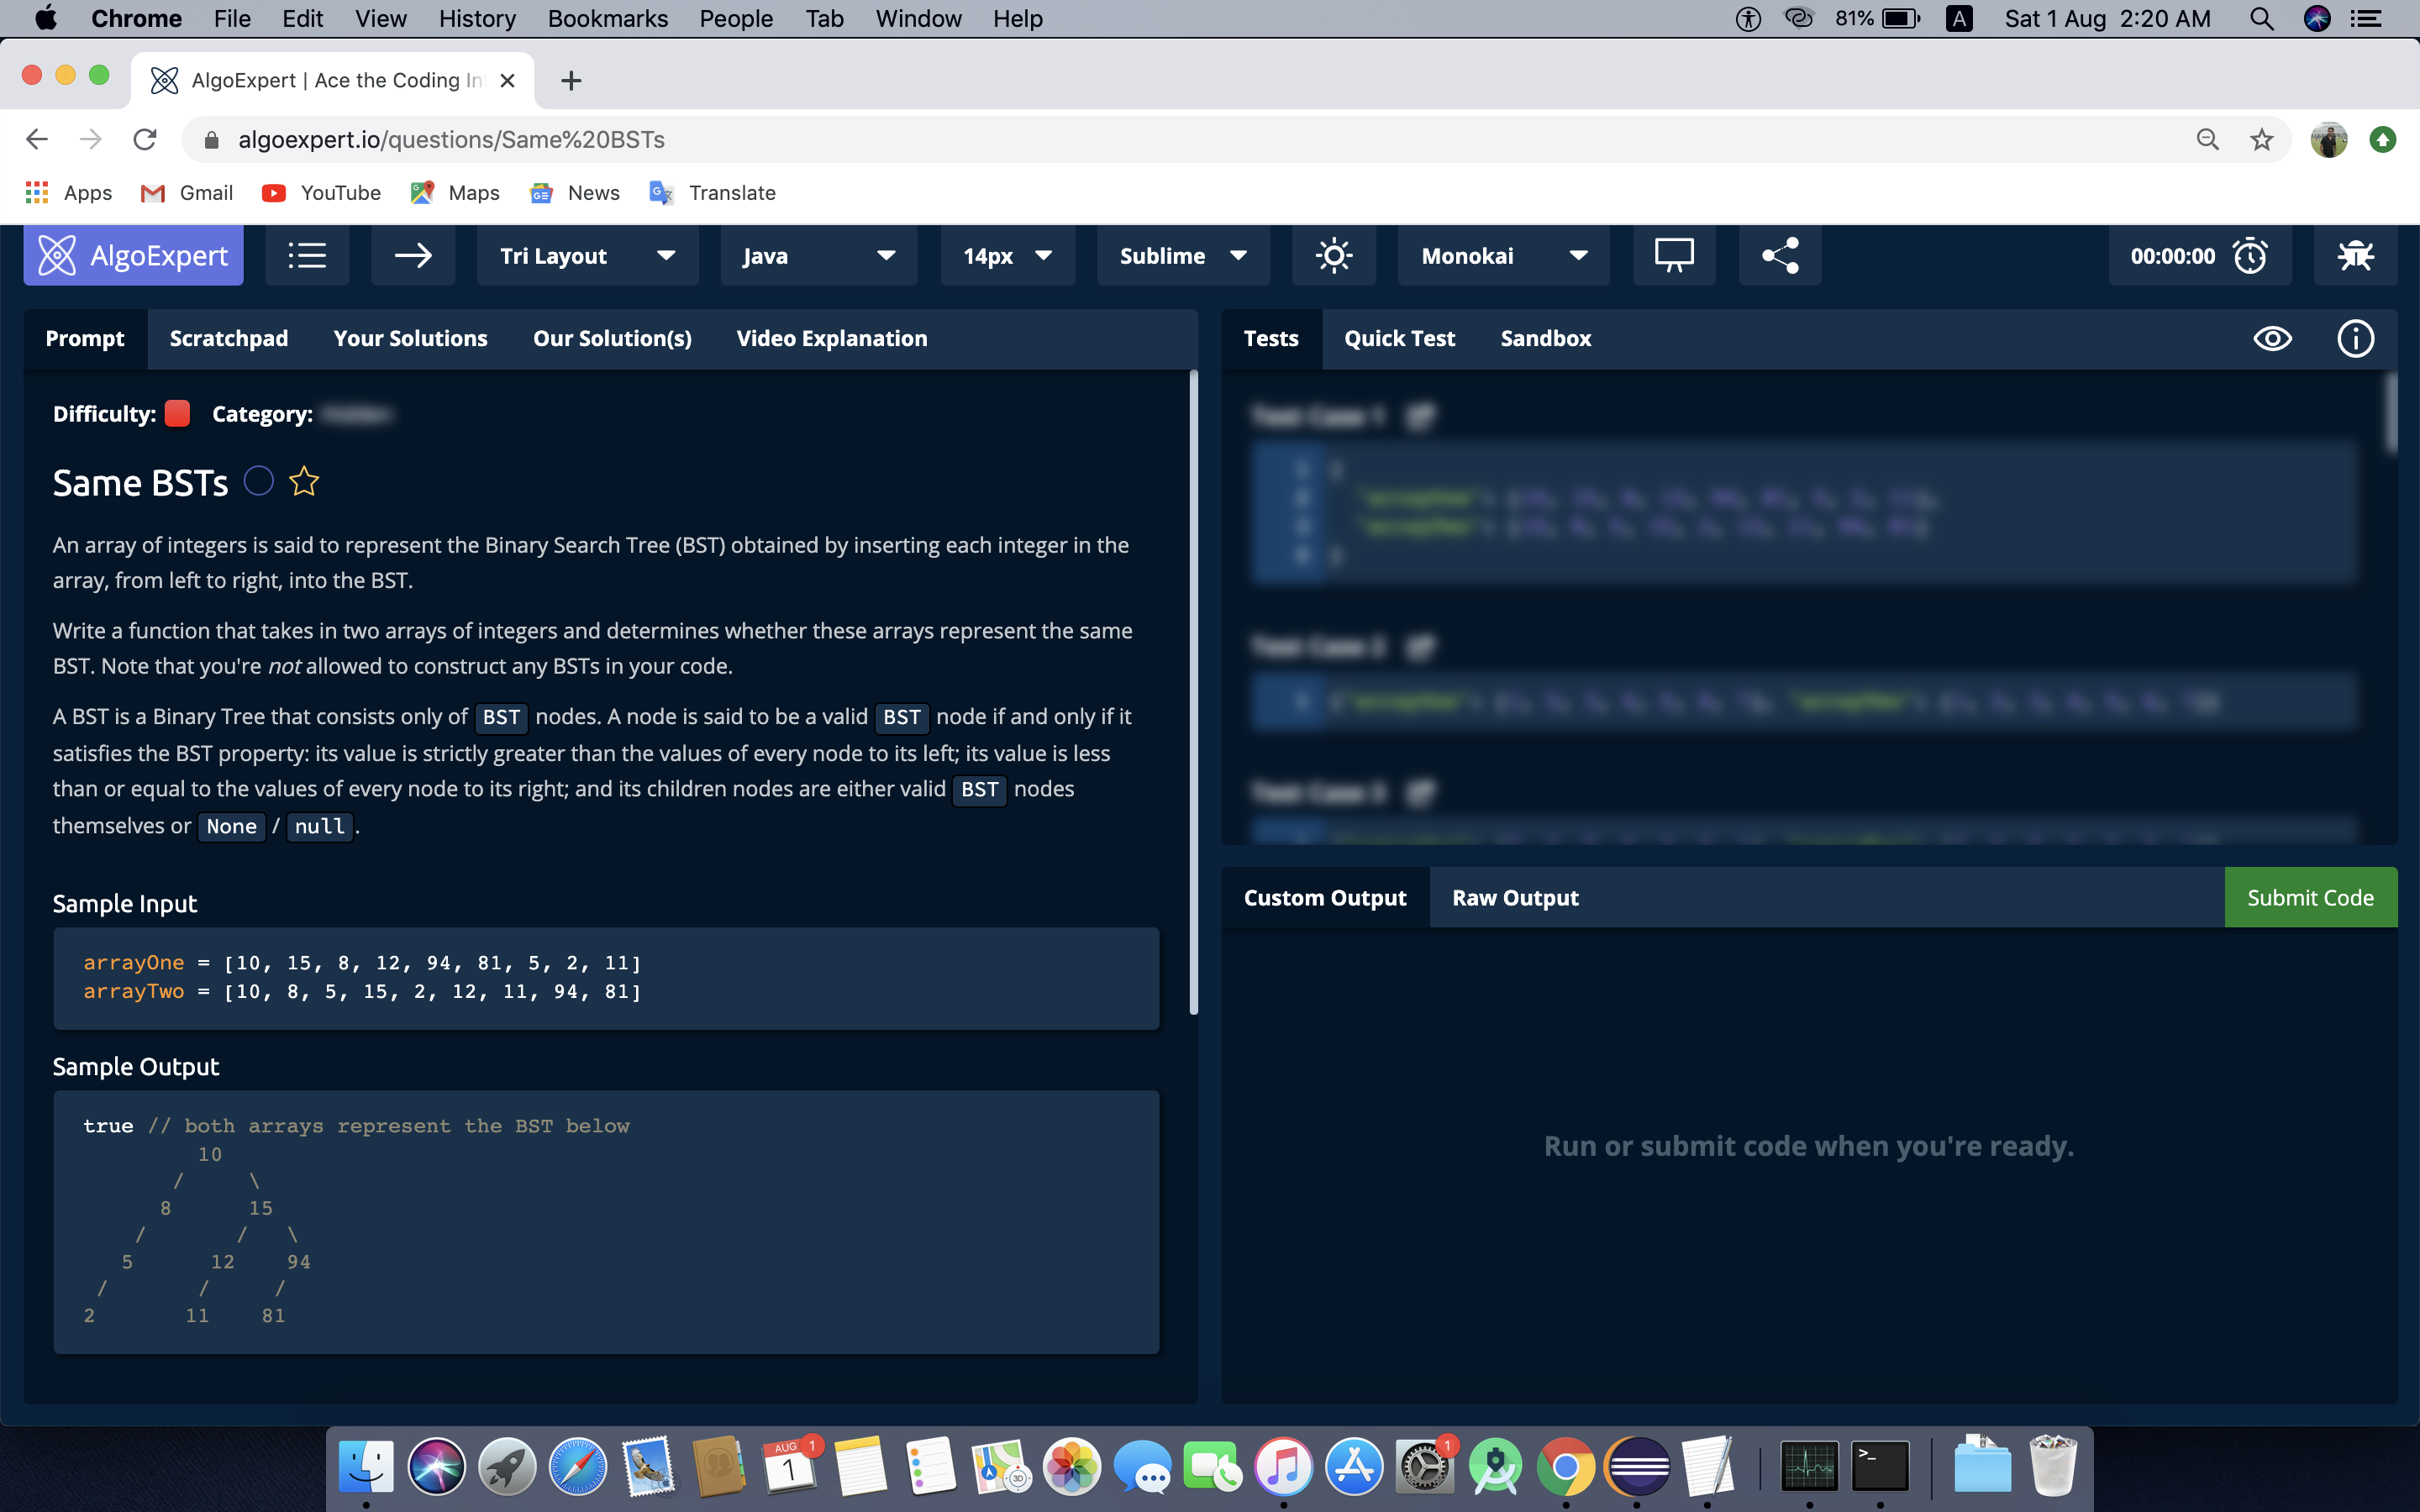 Chrome File Edit View History Bookmarks People Tab Window Help 81% A Sat 1 Aug 2:20 AM
AlgoExpert | Ace the Coding In
algoexpert.io/questions/Same%20BSTs
Apps Gmail YouTube Maps News Translate
AlgoExpert Tri Layout Java 14px Sublime Monokai 00:00:00
Prompt Scratchpad Your Solutions Our Solution(s) Video Explanation
Tests Quick Test Sandbox
Difficulty: Category:
Same BSTs
An array of integers is said to represent the Binary Search Tree (BST) obtained by inserting each integer in the
array, from left to right, into the BST.
Write a function that takes in two arrays of integers and determines whether these arrays represent the same
BST. Note that you're not allowed to construct any BSTs in your code.
A BST is a Binary Tree that consists only of BST nodes. A node is said to be a valid BST node if and only if it
satisfies the BST property: its value is strictly greater than the values of every node to its left; its value is less
than or equal to the values of every node to its right; and its children nodes are either valid BST nodes
themselves or None / null.
Sample Input
arrayOne = [10, 15, 8, 12, 94, 81, 5, 2, 11]
arrayTwo = [10, 8, 5, 15, 2, 12, 11, 94, 81]
Sample Output
true // both arrays represent the BST below
10
/ \
8 15
/ / \
5 12 94
/ / /
2 11 81
Test Case 1
Test Case 2
Test Case 3
Custom Output Raw Output Submit Code
Run or submit code when you're ready.
AUG 1
1
3D
1
>_